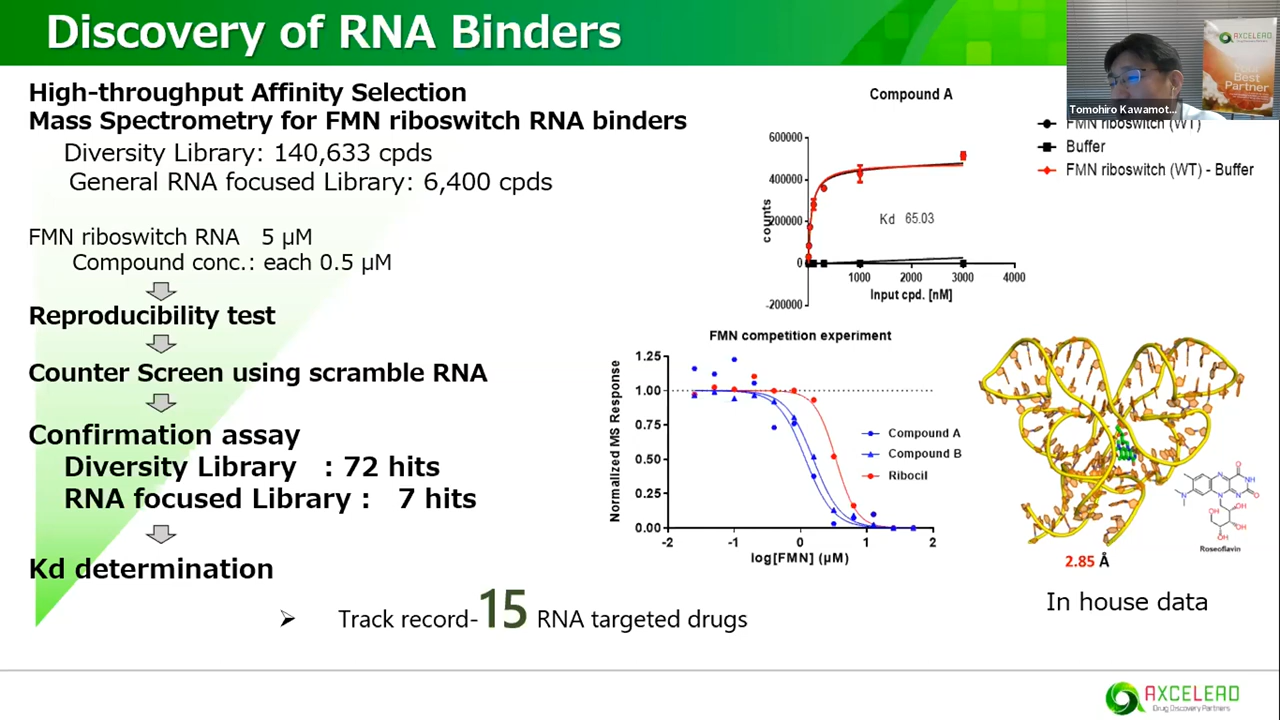 Discovery of RNA Binders
AXCELEAD
Best
Partner
Tomohiro Kawamot...
High-throughput Affinity Selection
Mass Spectrometry for FMN riboswitch RNA binders
Diversity Library: 140,633 cpds
General RNA focused Library: 6,400 cpds
FMN riboswitch RNA 5 μM
Compound conc.: each 0.5 μM
Reproducibility test
Counter Screen using scramble RNA
Confirmation assay
Diversity Library : 72 hits
RNA focused Library : 7 hits
Kd determination
➢ Track record-15 RNA targeted drugs
Compound A
600000
400000
200000
0
-200000
counts
Kd 65.03
1000
2000
3000
4000
Input cpd. [nM]
FMN riboswitch (WT)
Buffer
FMN riboswitch (WT) - Buffer
FMN competition experiment
1.25
1.00
0.75
0.50
0.25
0.00
Normalized MS Response
-2
-1
0
1
2
log[FMN] (μM)
Compound A
Compound B
Ribocil
O
N
N
NH
N
N
N
O
OH
OH
OH
OH
Roseoflavin
2.85 Å
In house data
AXCELEAD
Drug Discovery Partners